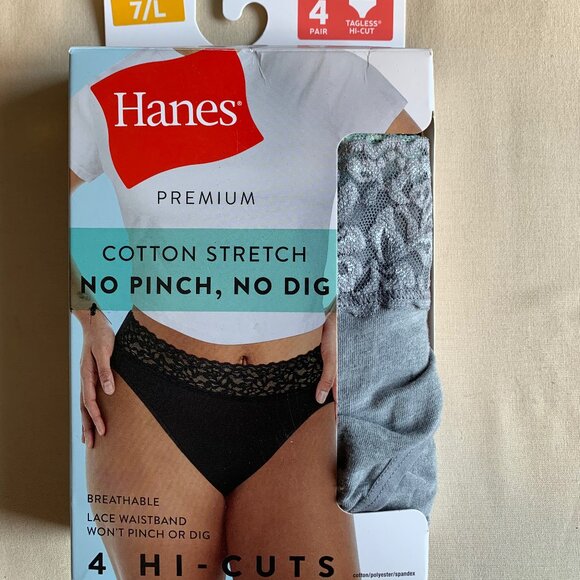 7/L
4
PAIR
TAGLESS®
HI-CUT
Hanes®
PREMIUM
COTTON STRETCH
NO PINCH, NO DIG
BREATHABLE
LACE WAISTBAND
WON'T PINCH OR DIG
4 HI-CUTS
cotton/polyester/spandex